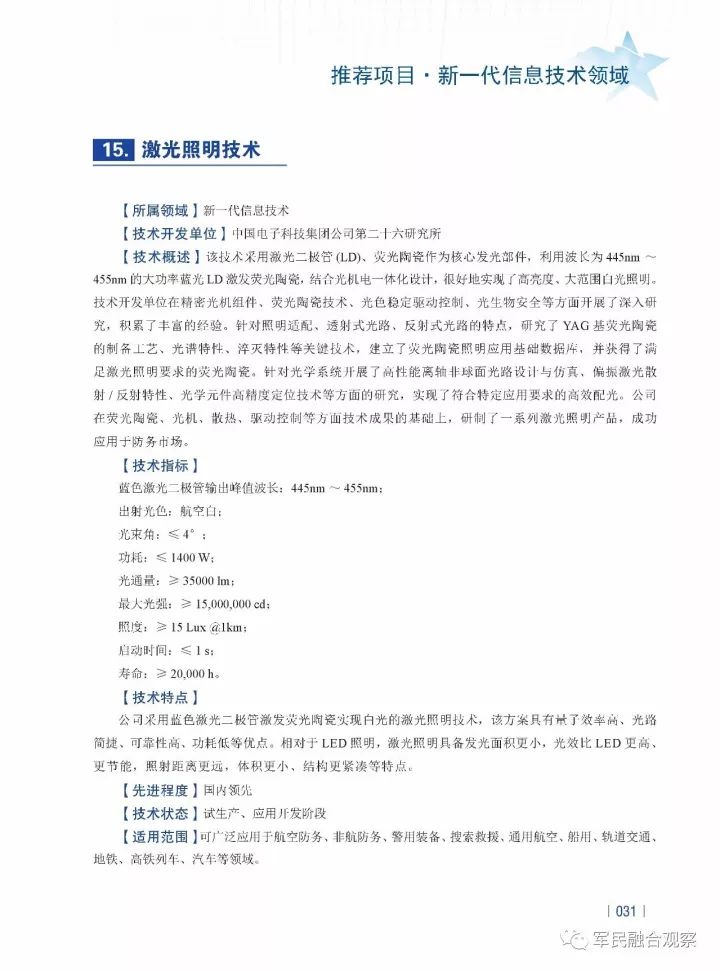 推荐项目·新一代信息技术领域
15. 激光照明技术
【所属领域】新一代信息技术
【技术开发单位】中国电子科技集团公司第二十六研究所
【技术概述】该技术采用激光二极管 (LD)、荧光陶瓷作为核心发光部件，利用波长为 445nm ～
455nm 的大功率蓝光 LD 激发荧光陶瓷，结合光机电一体化设计，很好地实现了高亮度、大范围白光照明。
技术开发单位在精密光机组件、荧光陶瓷技术、光色稳定驱动控制、光生物安全等方面开展了深入研
究，积累了丰富的经验。针对照明适配、透射式光路、反射式光路的特点，研究了 YAG 基荧光陶瓷
的制备工艺、光谱特性、淬灭特性等关键技术，建立了荧光陶瓷照明应用基础数据库，并获得了满
足激光照明要求的荧光陶瓷。针对光学系统开展了高性能离轴非球面光路设计与仿真、偏振激光散
射 / 反射特性、光学元件高精度定位技术等方面的研究，实现了符合特定应用要求的高效配光。公司
在荧光陶瓷、光机、散热、驱动控制等方面技术成果的基础上，研制了一系列激光照明产品，成功
应用于防务市场。
【技术指标】
蓝色激光二极管输出峰值波长：445nm ～ 455nm；
出射光色：航空白；
光束角：≤ 4°；
功耗：≤ 1400 W；
光通量：≥ 35000 lm；
最大光强：≥ 15,000,000 cd；
照度：≥ 15 Lux @1km；
启动时间：≤ 1 s；
寿命：≥ 20,000 h。
【技术特点】
公司采用蓝色激光二极管激发荧光陶瓷实现白光的激光照明技术，该方案具有量子效率高、光路
简捷、可靠性高、功耗低等优点。相对于 LED 照明，激光照明具备发光面积更小，光效比 LED 更高、
更节能，照射距离更远，体积更小、结构更紧凑等特点。
【先进程度】国内领先
【技术状态】试生产、应用开发阶段
【适用范围】可广泛应用于航空防务、非航防务、警用装备、搜索救援、通用航空、船用、轨道交通、
地铁、高铁列车、汽车等领域。
| 031 |
军民融合观察